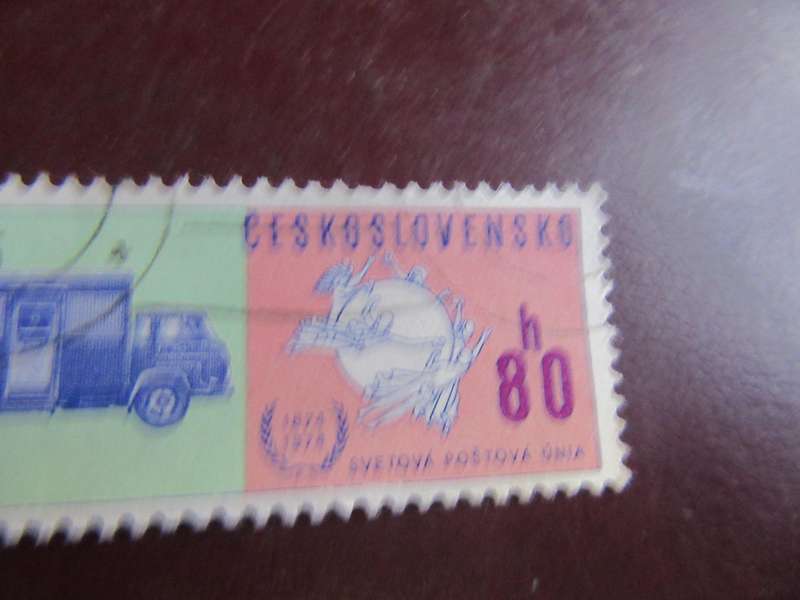 ČESKOSLOVENSKO
h
80
1874
1974
SVETOVÁ POŠTOVÁ ÚNIA